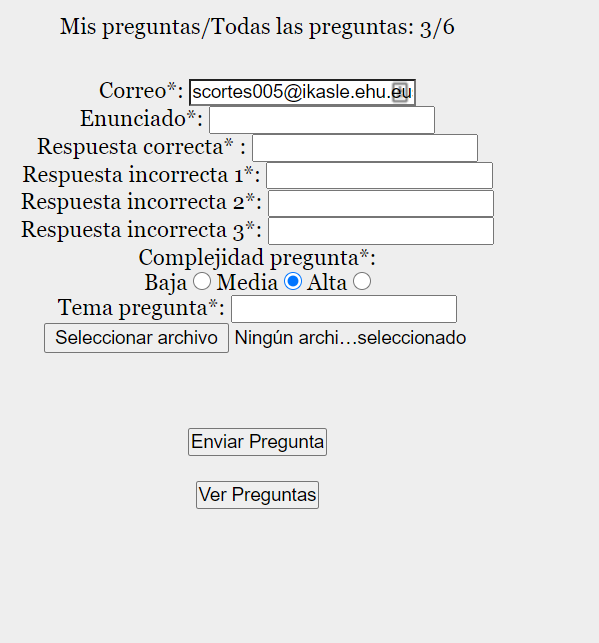 Mis preguntas/Todas las preguntas: 3/6
Correo*: scortes005@ikasle.ehu.eu
Enunciado*:
Respuesta correcta* :
Respuesta incorrecta 1*:
Respuesta incorrecta 2*:
Respuesta incorrecta 3*:
Complejidad pregunta*:
Baja Media Alta
Tema pregunta*:
Seleccionar archivo Ningún archi...seleccionado
Enviar Pregunta
Ver Preguntas